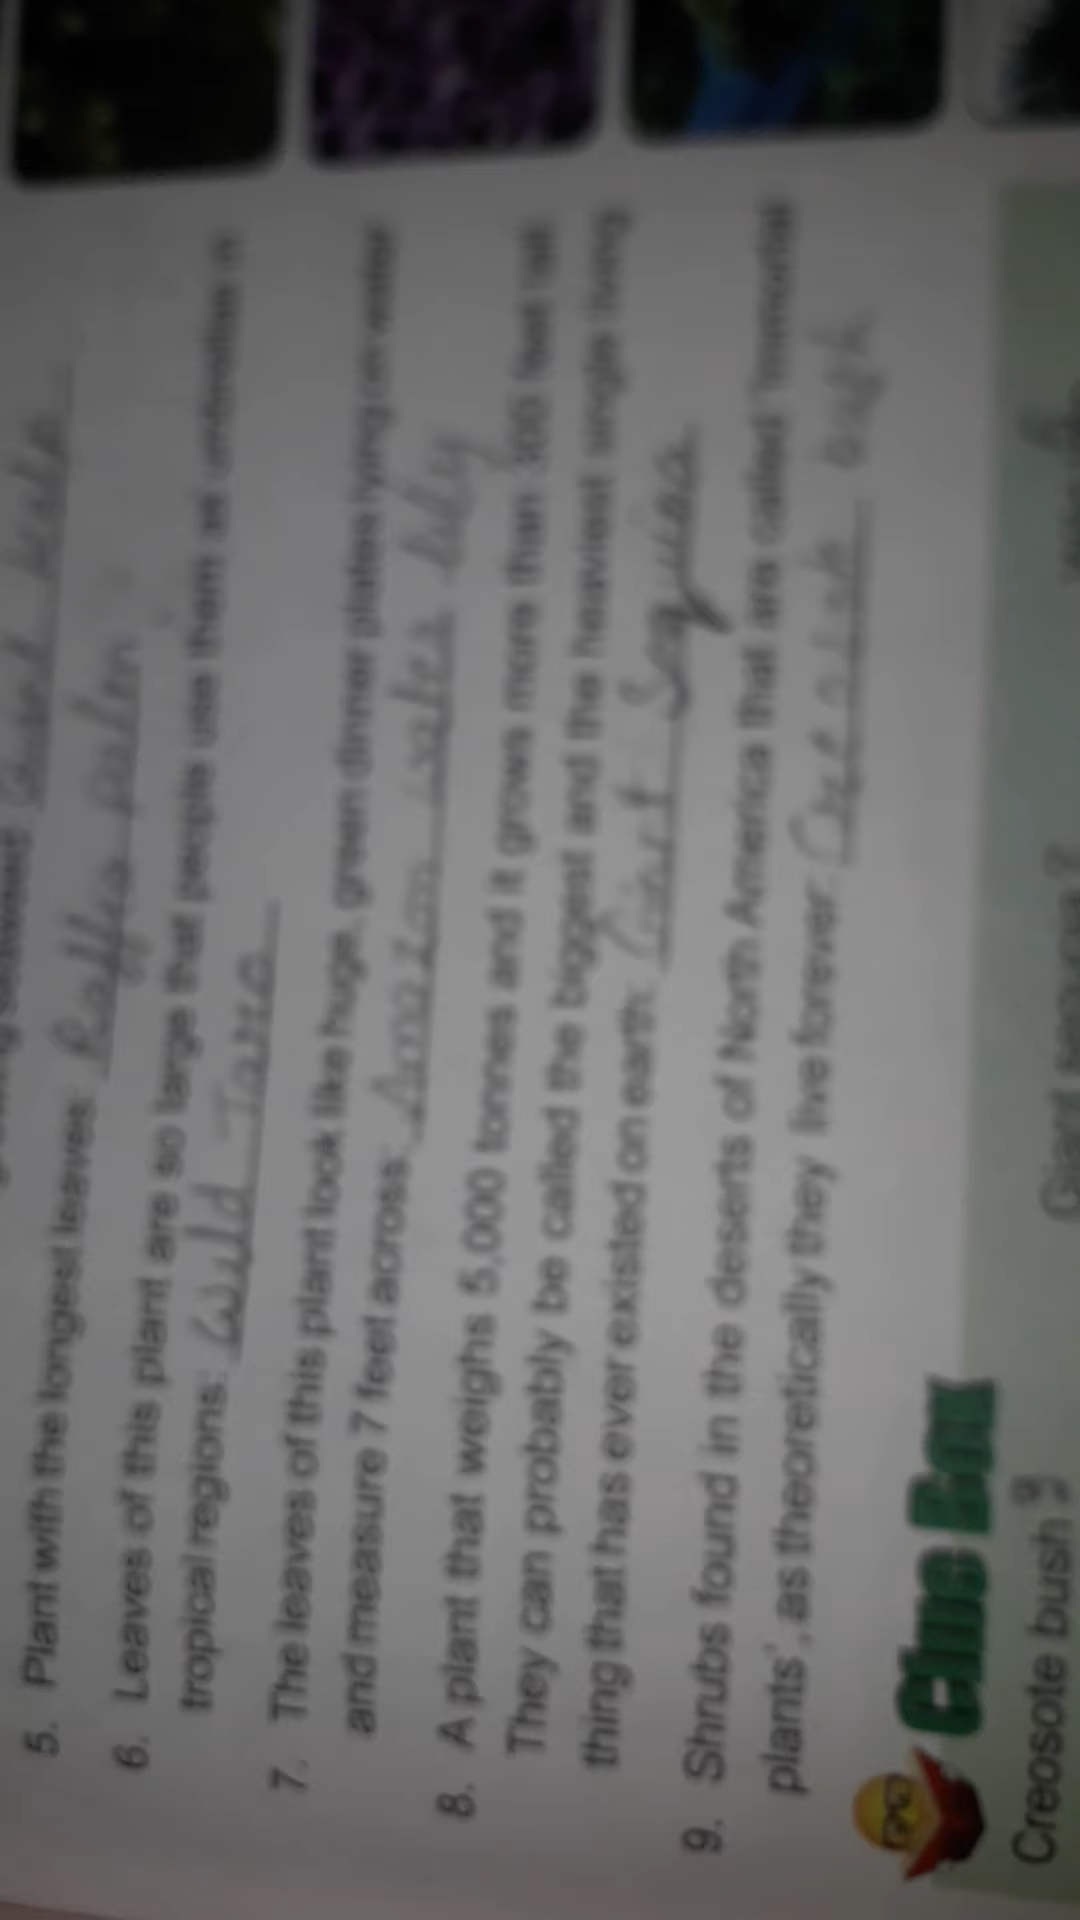 5. Plant with the longest leaves: Raffia palm
6. Leaves of this plant are so large that people use them as umbrellas in
tropical regions: Wild Taro
7. The leaves of this plant look like huge, green dinner plates lying on water
and measure 7 feet across: Amazon water lily
8. A plant that weighs 5,000 tonnes and it grows more than 300 feet tall.
They can probably be called the biggest and the heaviest single living
thing that has ever existed on earth: Giant Sequioa
9. Shrubs found in the deserts of North America that are called 'immortal
plants', as theoretically they live forever:
Clue Box
Creosote bush 9
Giant sequoia